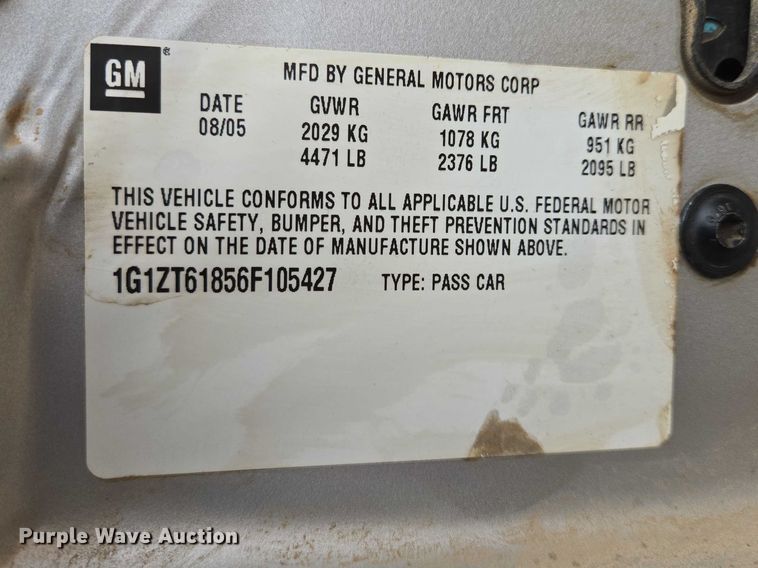 GM
MFD BY GENERAL MOTORS CORP
DATE GVWR GAWR FRT GAWR RR
08/05 2029 KG 1078 KG 951 KG
4471 LB 2376 LB 2095 LB
THIS VEHICLE CONFORMS TO ALL APPLICABLE U.S. FEDERAL MOTOR
VEHICLE SAFETY, BUMPER, AND THEFT PREVENTION STANDARDS IN
EFFECT ON THE DATE OF MANUFACTURE SHOWN ABOVE.
1G1ZT61856F105427 TYPE: PASS CAR
Purple Wave Auction